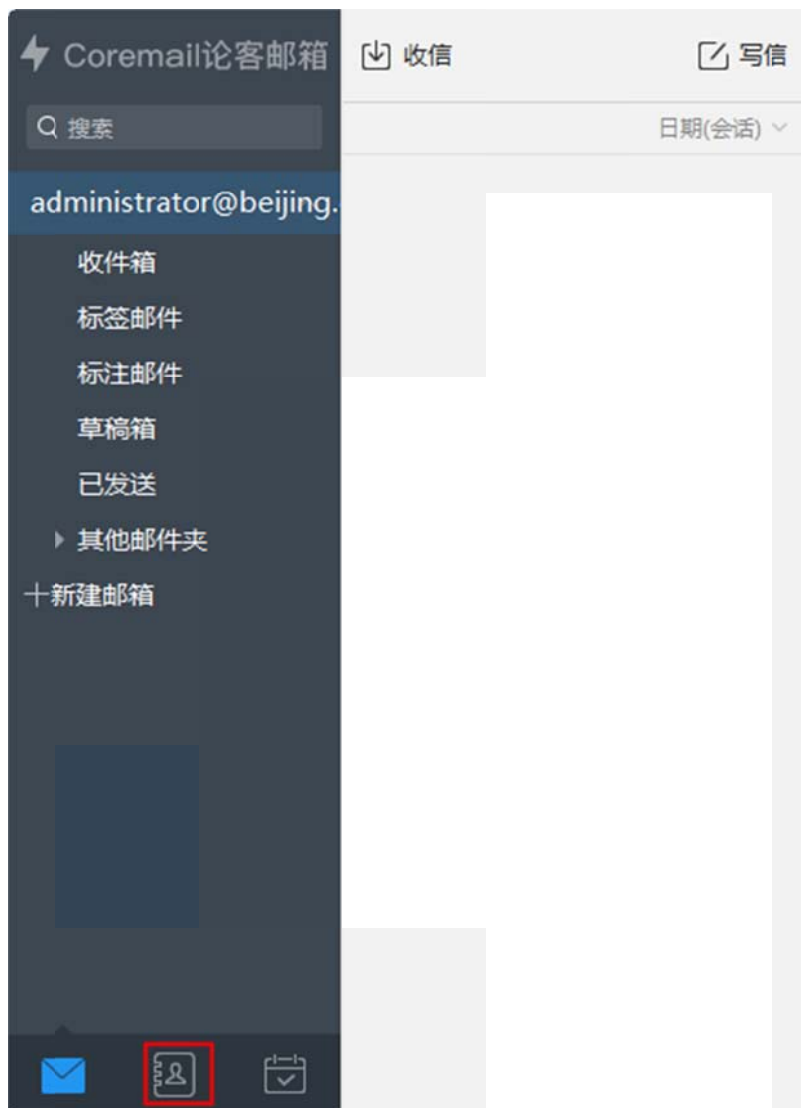 Coremail论客邮箱
收信
写信
搜索
日期(会话)
administrator@beijing.
收件箱
标签邮件
标注邮件
草稿箱
已发送
其他邮件夹
新建邮箱